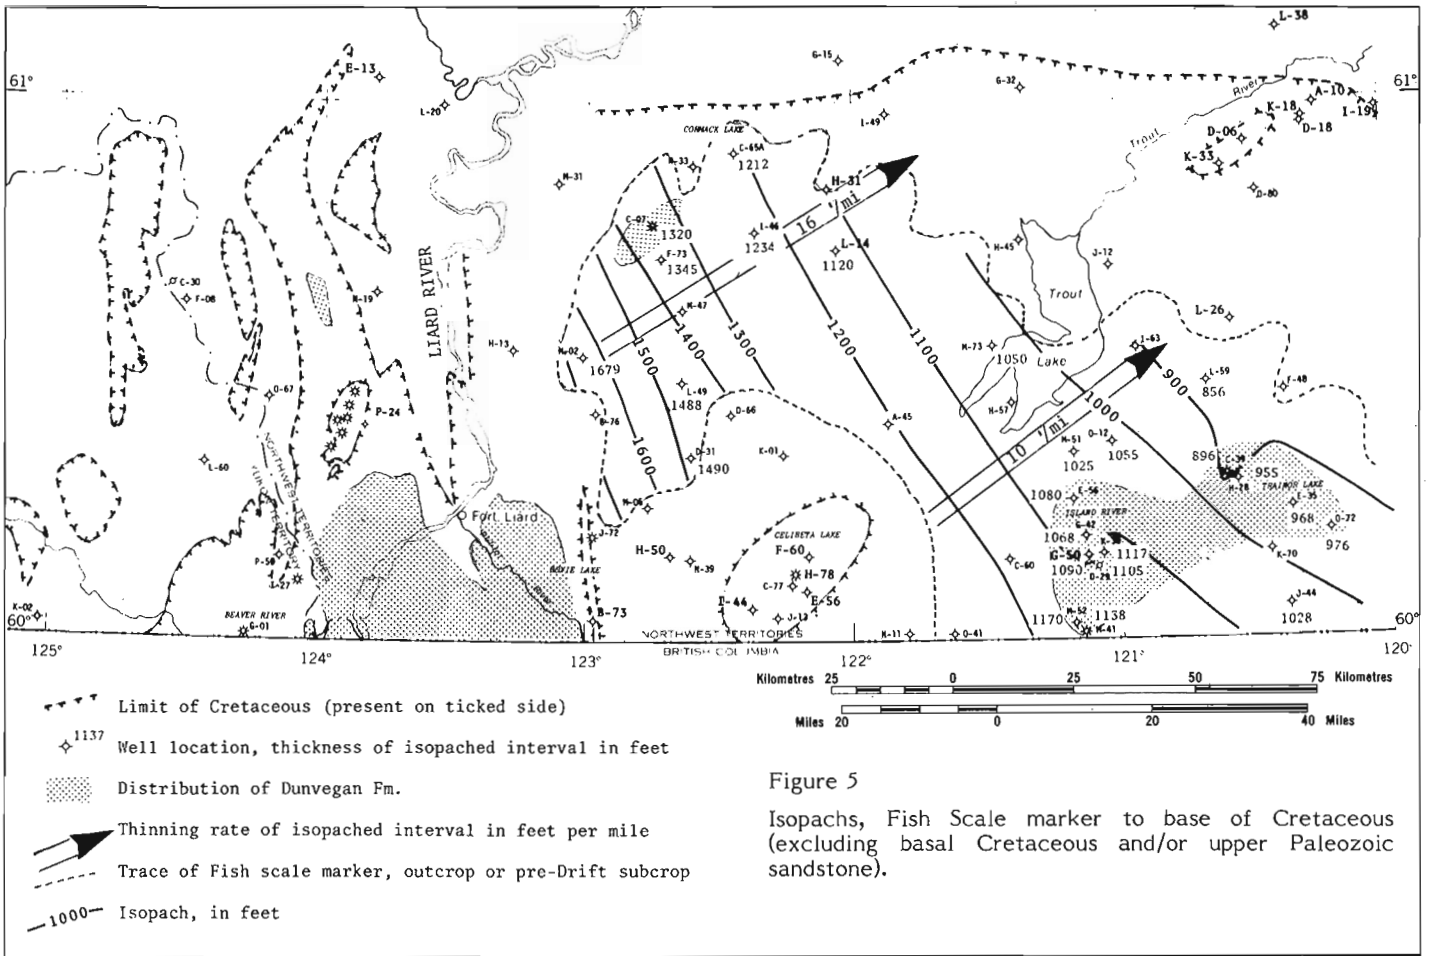 L-38
G-15
E-13
61°
61°
G-32
River
A-10
L-20
K-18
I-19
L-49
D-06
D-18
CORMACK LAKE
Trout
C-65A
1212
K-33
M-31
H-31
D-80
16 '/mi
C-07
1320
I-46
1234
L-14
1120
H-45
J-12
F-73
1345
C-30
F-08
LIARD RIVER
Trout
M-47
L-26
1500
1400
1300
1200
1100
H-13
1679
M-73
1050
Lake
900
L-59
856
F-48
L-49
1488
O-67
P-24
D-66
H-57
1000
A-45
10 '/mi
M-51
1025
O-12
1055
1600
D-31
1490
K-01
L-60
896
955
TRAINOR LAKE
NORTHWEST TERRITORIES
YUKON TERRITORY
1080
E-56
ISLAND RIVER
968
O-72
976
Fort Liard
J-72
CELIBETA LAKE
F-60
G-42
1068
H-50
G-50
1117
K-70
BOVIE LAKE
C-77
H-78
C-60
1090
1105
E-56
J-44
1028
K-02
BEAVER RIVER
G-01
B-73
River
1138
1170
M-52
60°
60°
NORTHWEST TERRITORIES
BRITISH COLUMBIA
O-41
125°
124°
123°
122°
121°
120°
Kilometres 25 0 25 50 75 Kilometres
Miles 20 0 20 40 Miles
Limit of Cretaceous (present on ticked side)
1137
Well location, thickness of isopached interval in feet
Distribution of Dunvegan Fm.
Thinning rate of isopached interval in feet per mile
Trace of Fish scale marker, outcrop or pre-Drift subcrop
1000
Isopach, in feet
Figure 5
Isopachs, Fish Scale marker to base of Cretaceous
(excluding basal Cretaceous and/or upper Paleozoic
sandstone).